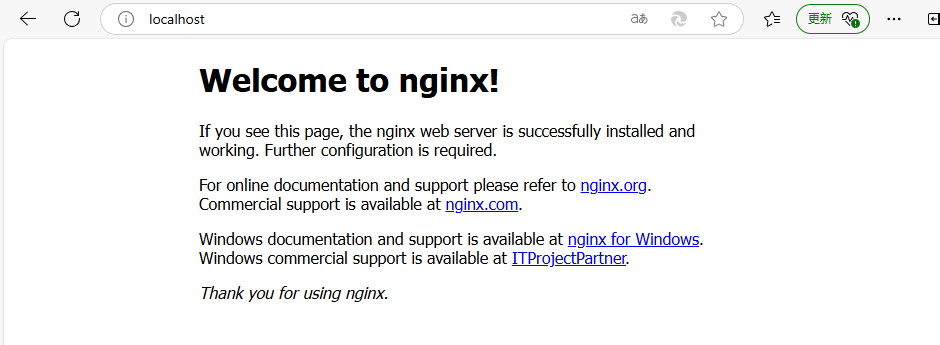 localhost
aあ
更新
Welcome to nginx!
If you see this page, the nginx web server is successfully installed and
working. Further configuration is required.
For online documentation and support please refer to nginx.org.
Commercial support is available at nginx.com.
Windows documentation and support is available at nginx for Windows.
Windows commercial support is available at ITProjectPartner.
Thank you for using nginx.